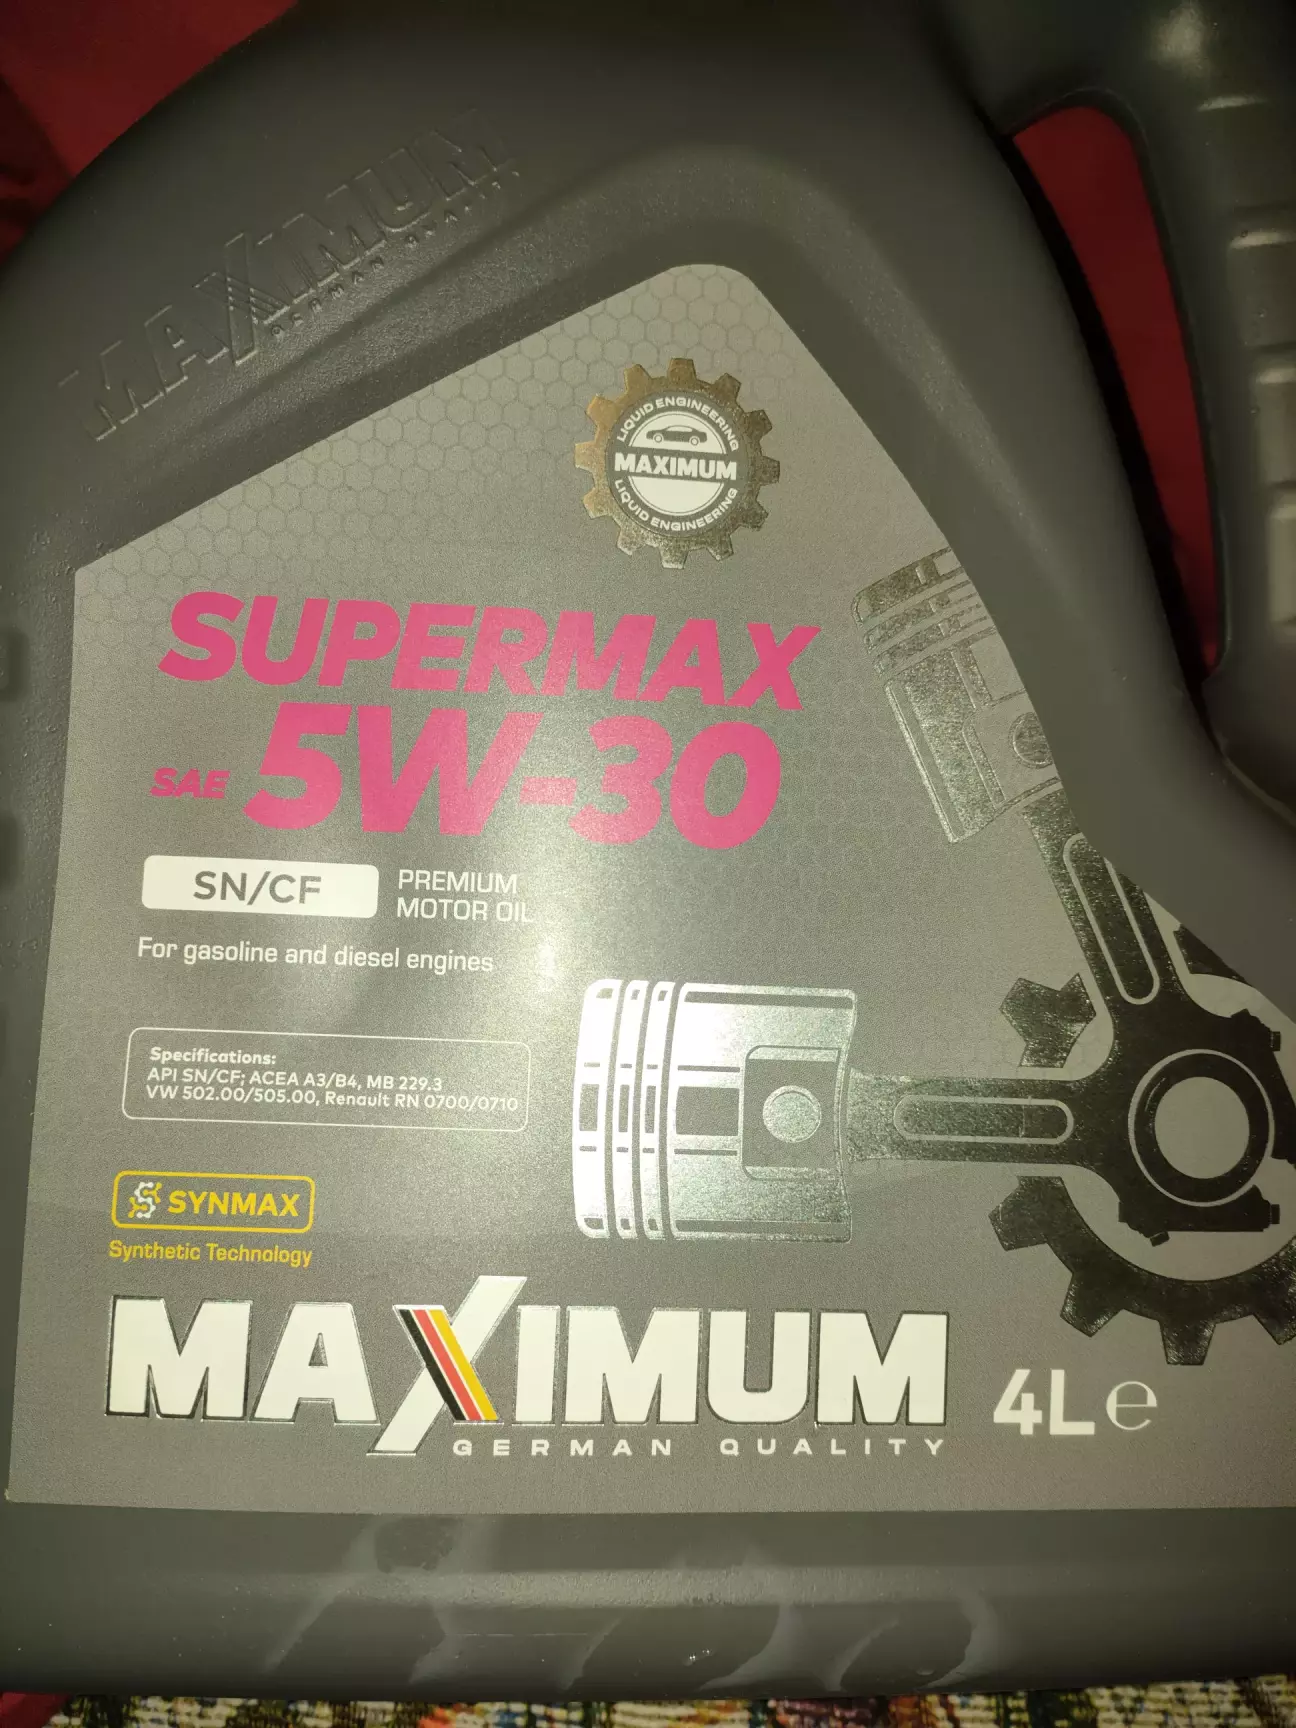 MAXIMUM
GERMAN QUALITY
LIQUID ENGINEERING
MAXIMUM
LIQUID ENGINEERING
SUPERMAX
SAE 5W-30
SN/CF
PREMIUM
MOTOR OIL
For gasoline and diesel engines
Specifications:
API SN/CF; ACEA A3/B4, MB 229.3
VW 502.00/505.00, Renault RN 0700/0710
SYNMAX
Synthetic Technology
MAXIMUM
GERMAN QUALITY
4L e